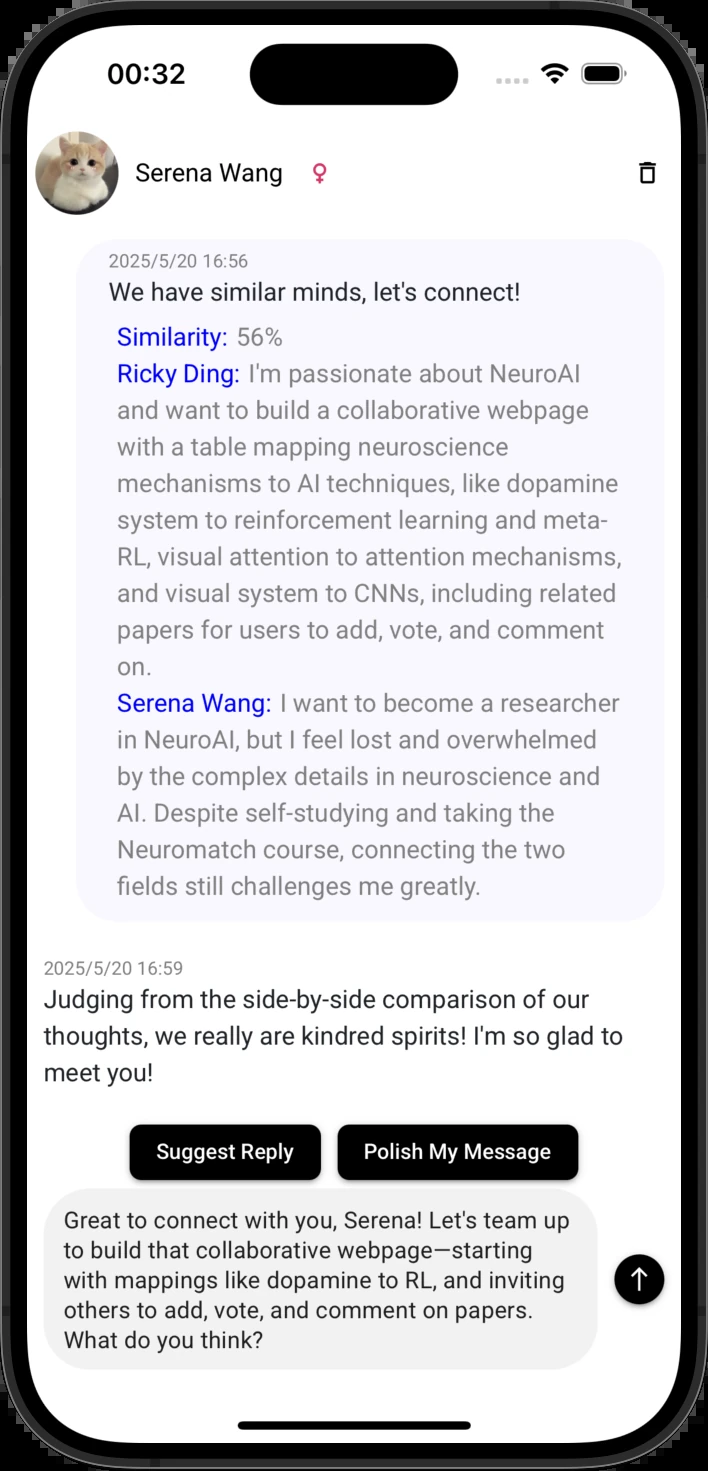 00:32
Serena Wang ♀
2025/5/20 16:56
We have similar minds, let's connect!
Similarity: 56%
Ricky Ding: I'm passionate about NeuroAI
and want to build a collaborative webpage
with a table mapping neuroscience
mechanisms to AI techniques, like dopamine
system to reinforcement learning and meta-
RL, visual attention to attention mechanisms,
and visual system to CNNs, including related
papers for users to add, vote, and comment
on.
Serena Wang: I want to become a researcher
in NeuroAI, but I feel lost and overwhelmed
by the complex details in neuroscience and
AI. Despite self-studying and taking the
Neuromatch course, connecting the two
fields still challenges me greatly.
2025/5/20 16:59
Judging from the side-by-side comparison of our
thoughts, we really are kindred spirits! I'm so glad to
meet you!
Suggest Reply Polish My Message
Great to connect with you, Serena! Let's team up
to build that collaborative webpage—starting
with mappings like dopamine to RL, and inviting
others to add, vote, and comment on papers.
What do you think?